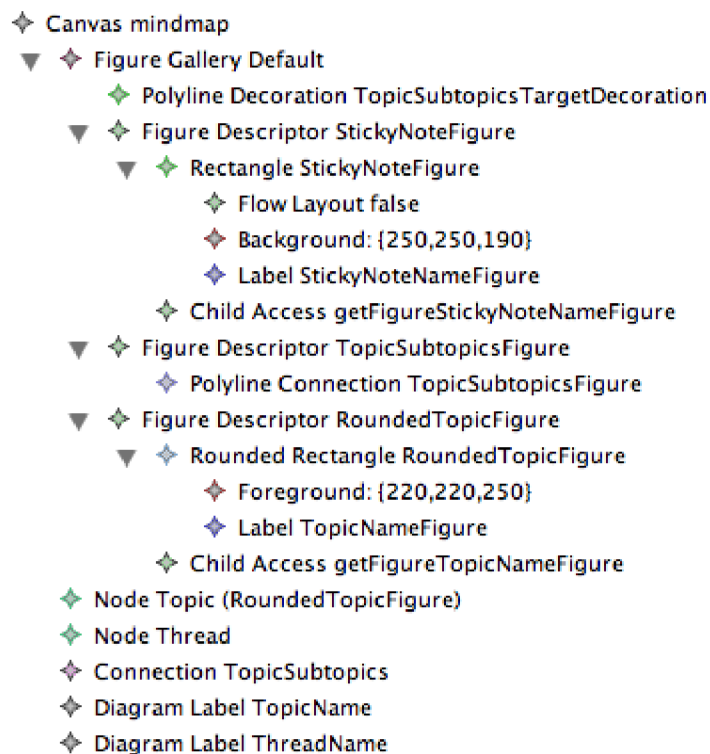 Canvas mindmap
Figure Gallery Default
Polyline Decoration TopicSubtopicsTargetDecoration
Figure Descriptor StickyNoteFigure
Rectangle StickyNoteFigure
Flow Layout false
Background: {250,250,190}
Label StickyNoteNameFigure
Child Access getFigureStickyNoteNameFigure
Figure Descriptor TopicSubtopicsFigure
Polyline Connection TopicSubtopicsFigure
Figure Descriptor RoundedTopicFigure
Rounded Rectangle RoundedTopicFigure
Foreground: {220,220,250}
Label TopicNameFigure
Child Access getFigureTopicNameFigure
Node Topic (RoundedTopicFigure)
Node Thread
Connection TopicSubtopics
Diagram Label TopicName
Diagram Label ThreadName